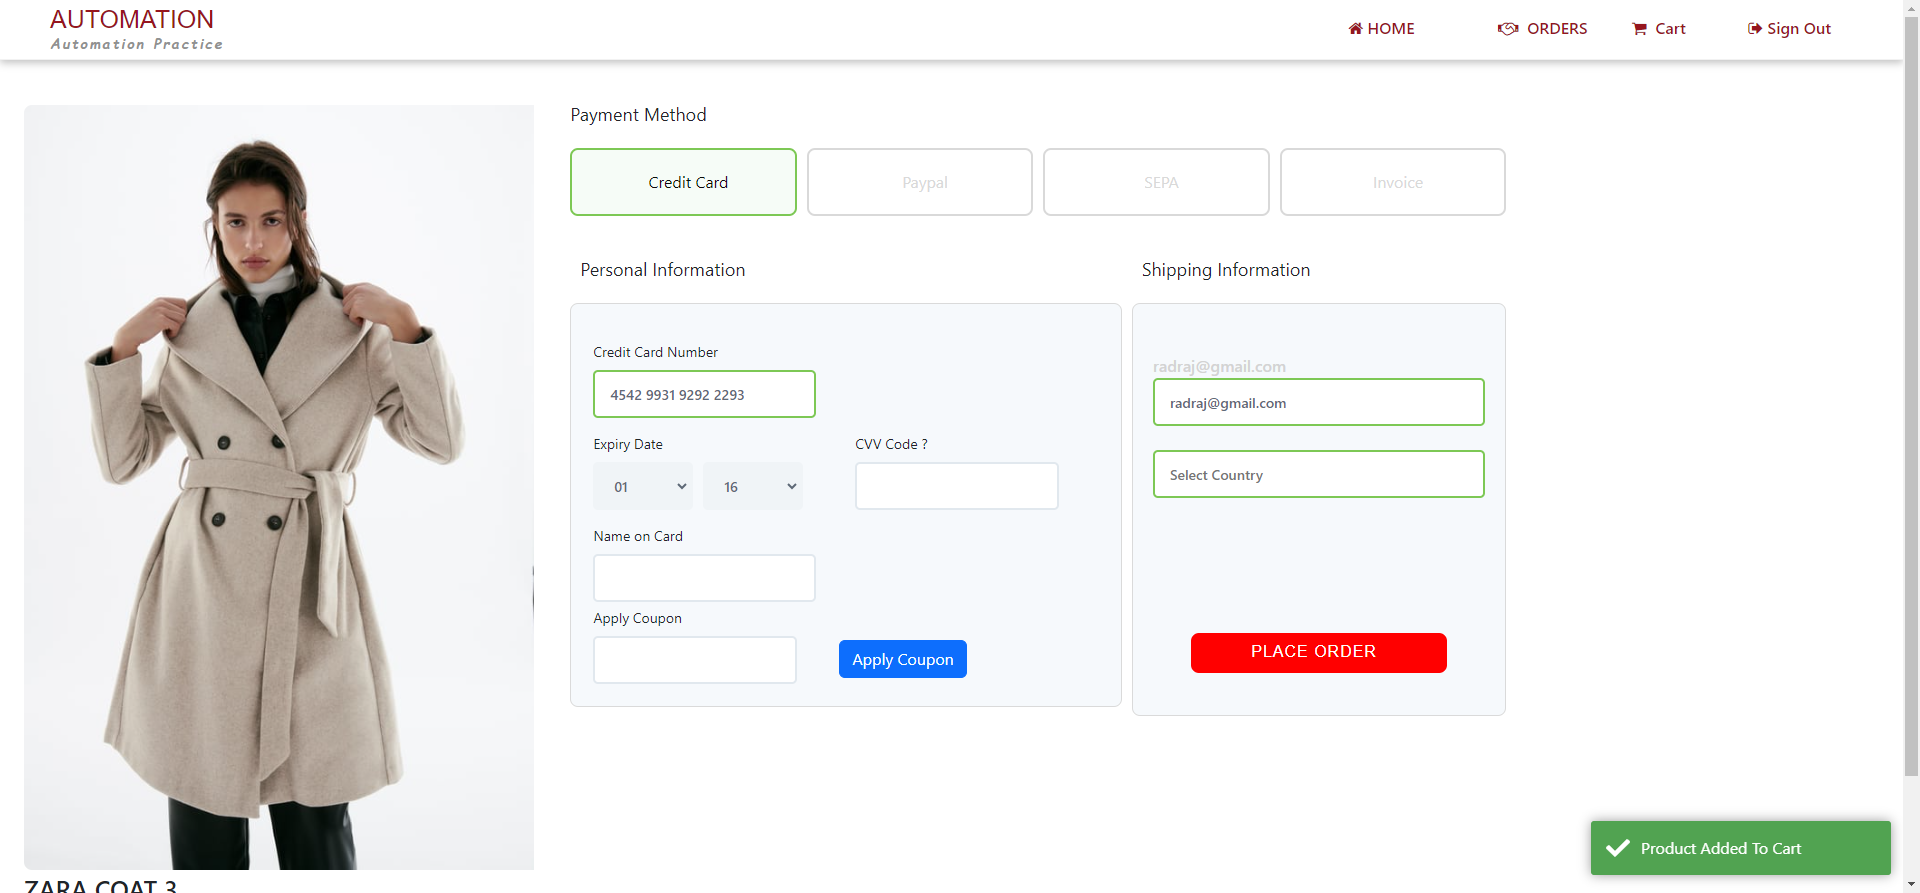 AUTOMATION
Automation Practice
HOME
ORDERS
Cart
Sign Out
Payment Method
Credit Card
Paypal
SEPA
Invoice
Personal Information
Shipping Information
Credit Card Number
4542 9931 9292 2293
Expiry Date
CVV Code ?
01
16
Name on Card
Apply Coupon
Apply Coupon
radraj@gmail.com
radraj@gmail.com
Select Country
PLACE ORDER
Product Added To Cart
ZARA COAT 3